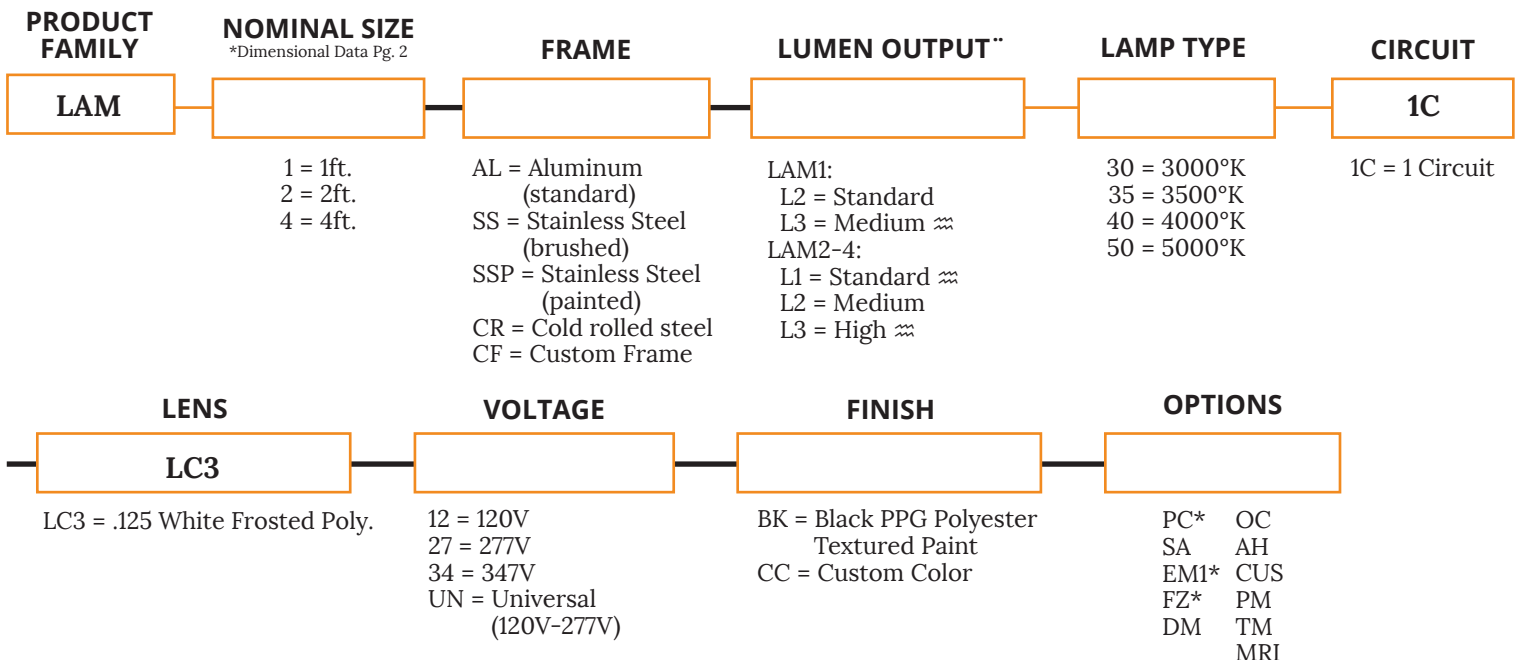 PRODUCT
FAMILY
NOMINAL SIZE
*Dimensional Data Pg. 2
FRAME
LUMEN OUTPUT¨
LAMP TYPE
CIRCUIT
LAM
1C
1 = 1ft.
2 = 2ft.
4 = 4ft.
AL = Aluminum
(standard)
SS = Stainless Steel
(brushed)
SSP = Stainless Steel
(painted)
CR = Cold rolled steel
CF = Custom Frame
LAM1:
L2 = Standard
L3 = Medium ♒
LAM2-4:
L1 = Standard ♒
L2 = Medium
L3 = High ♒
30 = 3000°K
35 = 3500°K
40 = 4000°K
50 = 5000°K
1C = 1 Circuit
LENS
VOLTAGE
FINISH
OPTIONS
LC3
LC3 = .125 White Frosted Poly.
12 = 120V
27 = 277V
34 = 347V
UN = Universal
(120V-277V)
BK = Black PPG Polyester
Textured Paint
CC = Custom Color
PC* OC
SA AH
EM1* CUS
FZ* PM
DM TM
MRI